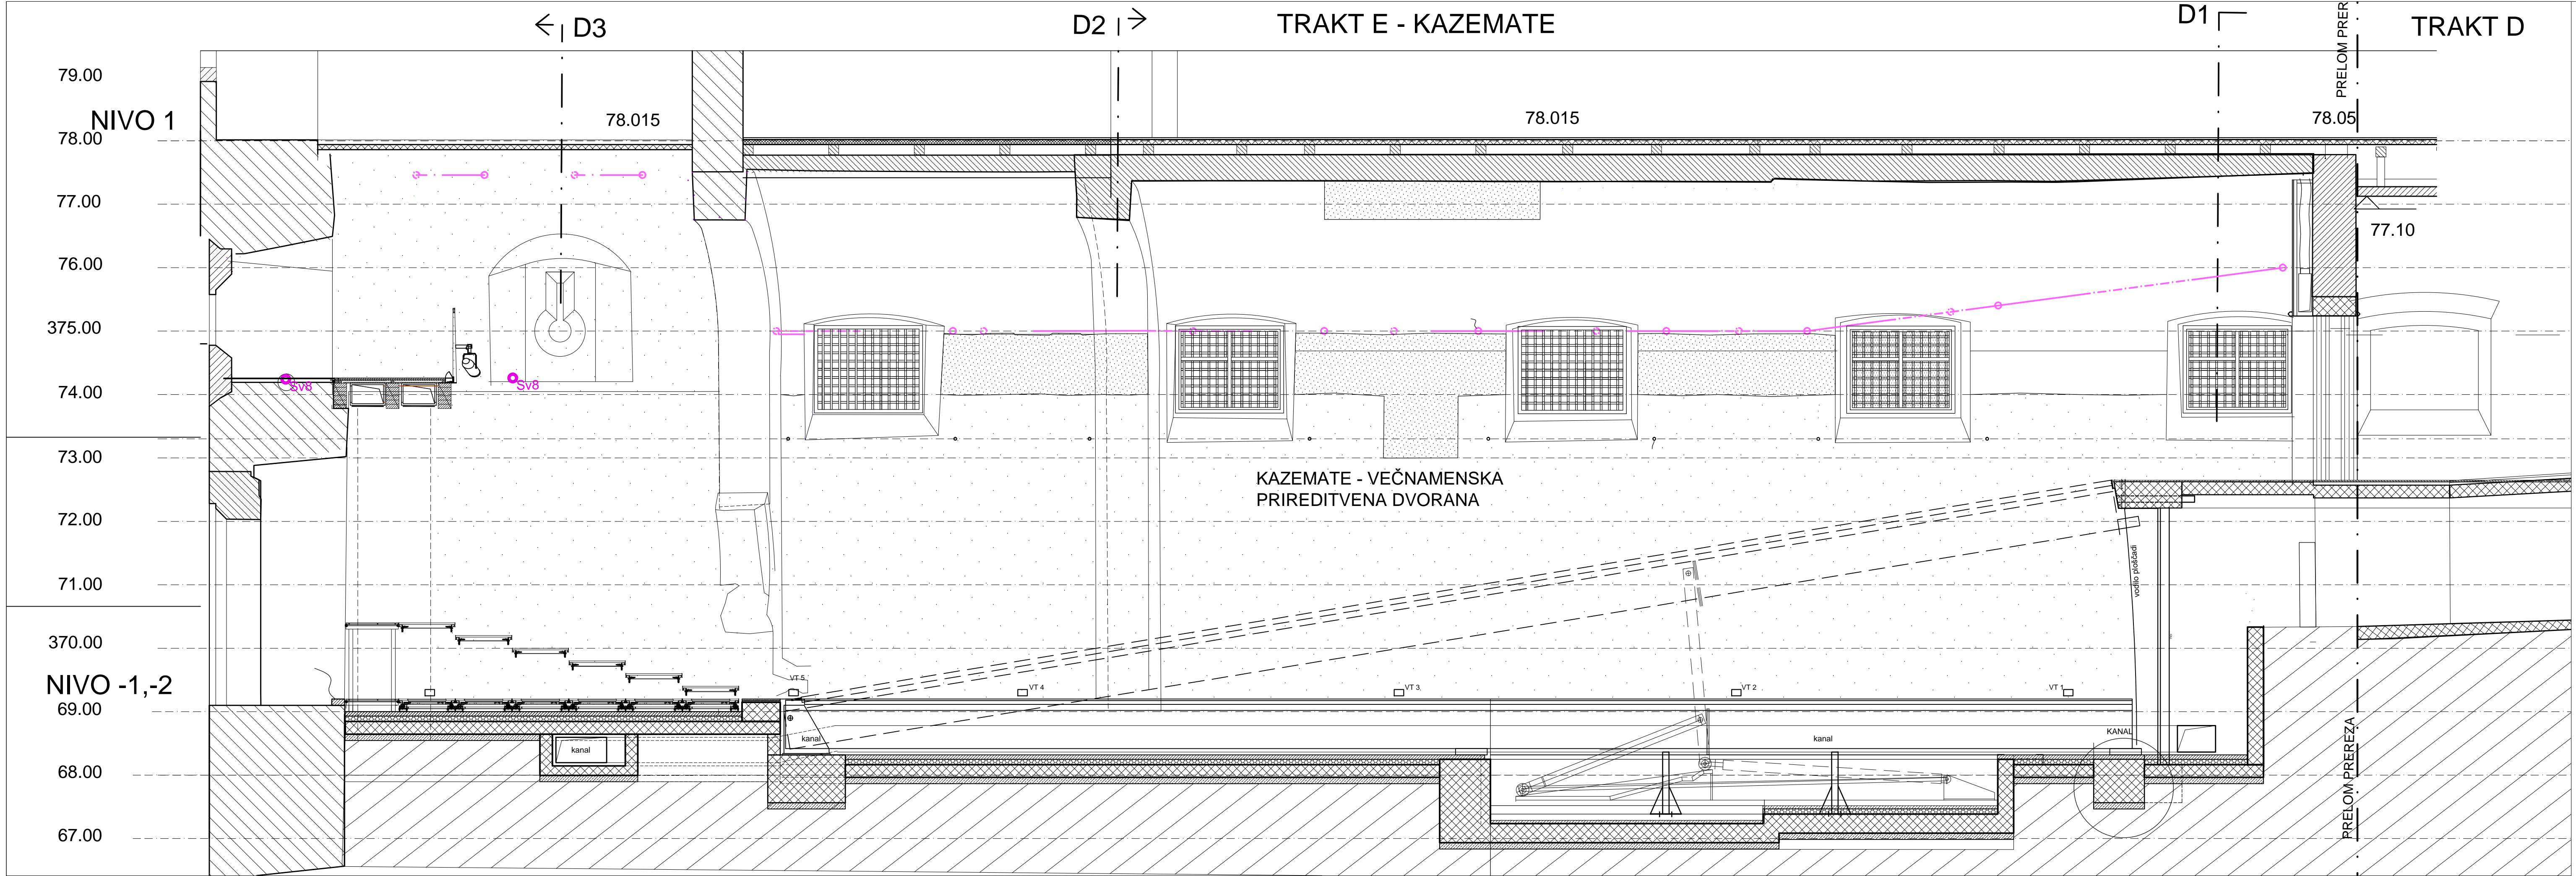 D3
D2
TRAKT E - KAZEMATE
D1
PRELOM PRER
TRAKT D
79.00
NIVO 1
78.015
78.015
78.05
78.00
77.00
77.10
76.00
375.00
Sv8
Sv8
74.00
73.00
KAZEMATE - VEČNAMENSKA
PRIREDITVENA DVORANA
72.00
vodilo ploščadi
71.00
370.00
NIVO -1,-2
VT 5
VT 4
VT 3
VT 2
VT 1
69.00
kanal
kanal
kanal
KANAL
PRELOM PREREZA
68.00
67.00